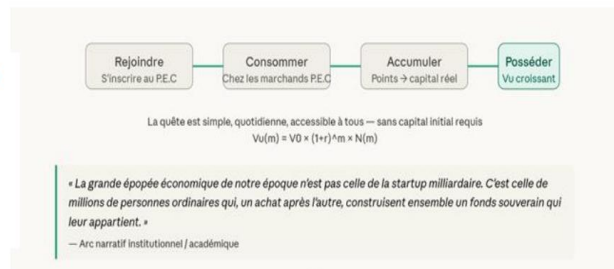 Rejoindre
S'inscrire au P.E.C
Consommer
Chez les marchands P.E.C
Accumuler
Points → capital réel
Posséder
Vu croissant
La quête est simple, quotidienne, accessible à tous — sans capital initial requis
Vu(m) = V0 × (1+r)^m × N(m)
« La grande épopée économique de notre époque n'est pas celle de la startup milliardaire. C'est celle de
millions de personnes ordinaires qui, un achat après l'autre, construisent ensemble un fonds souverain qui
leur appartient. »
— Arc narratif institutionnel / académique